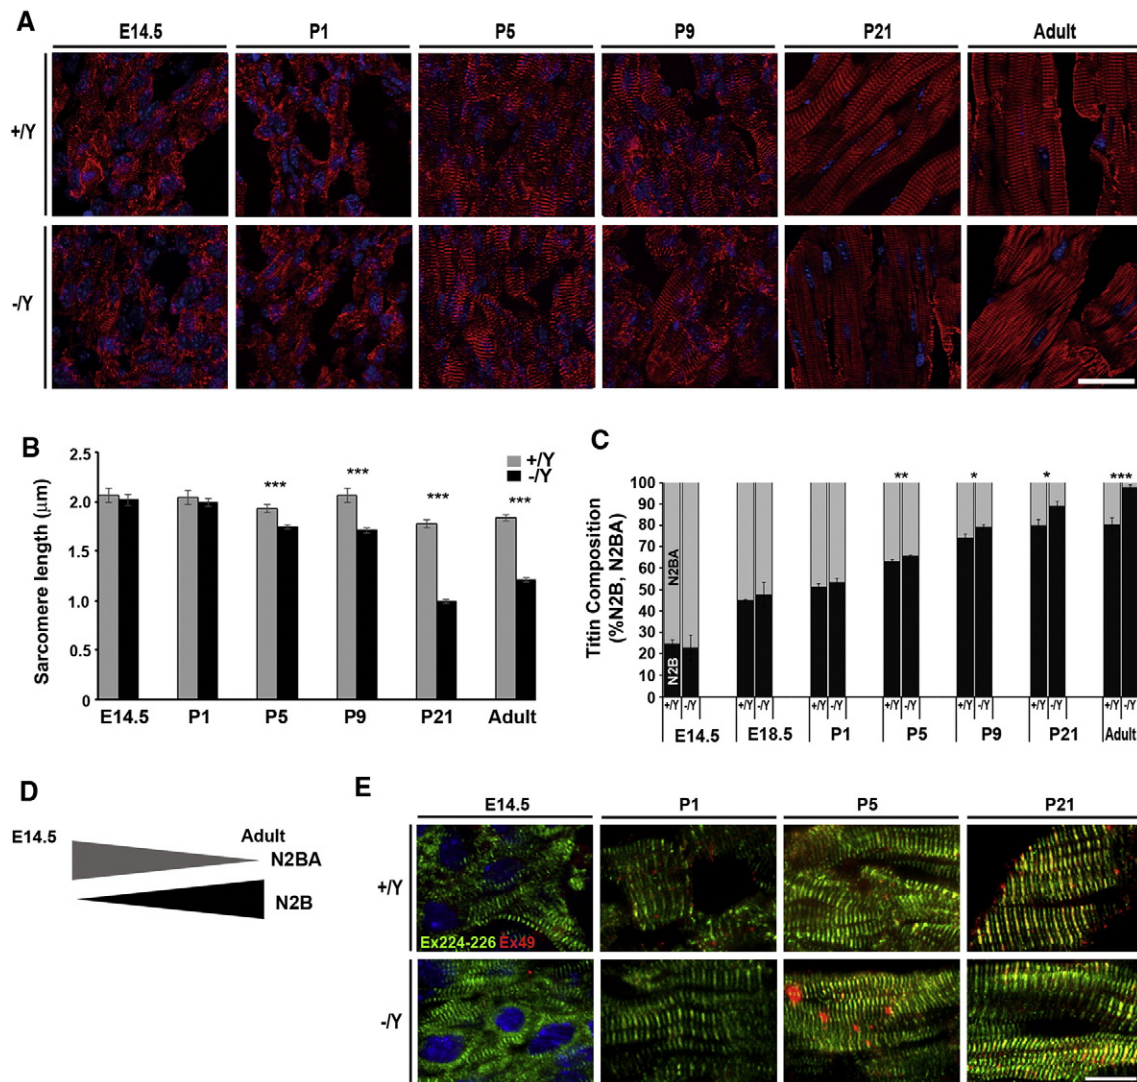 A
E14.5 P1 P5 P9 P21 Adult
+/Y
-/Y
B
Sarcomere length (μm)
2.5
2.0
1.5
1.0
0.5
0
+/Y
-/Y
*** *** *** ***
E14.5 P1 P5 P9 P21 Adult
C
Titin Composition
(%N2B, N2BA)
100
90
80
70
60
50
40
30
20
10
0
** * * ***
N2BA
N2B
+/Y -/Y +/Y -/Y +/Y -/Y +/Y -/Y +/Y -/Y +/Y -/Y +/Y -/Y
E14.5 E18.5 P1 P5 P9 P21 Adult
D
E14.5 Adult
N2BA
N2B
E
E14.5 P1 P5 P21
+/Y
Ex224-226 Ex49
-/Y